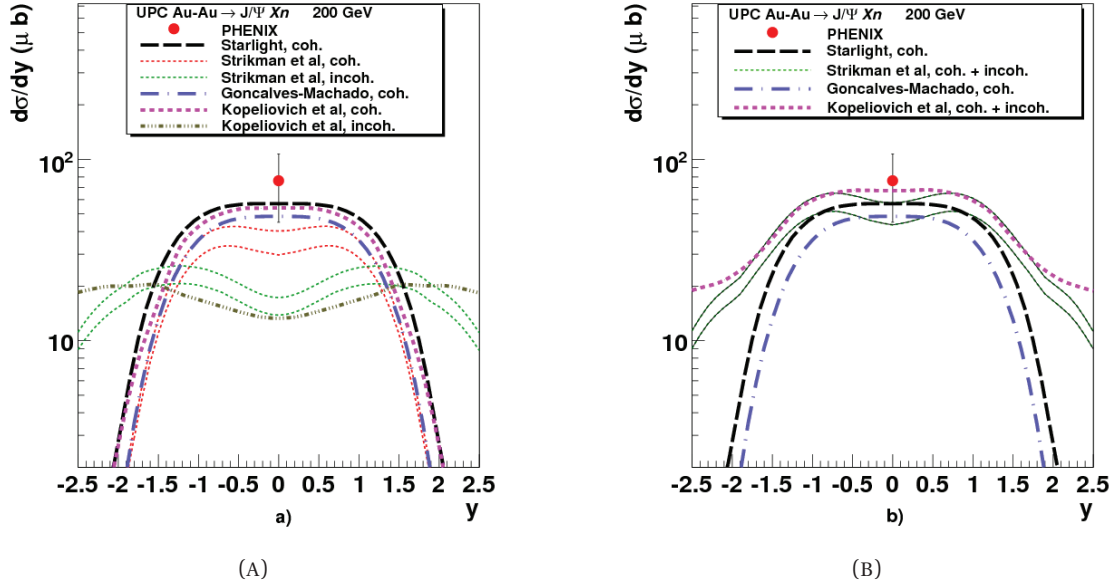 UPC Au-Au → J/Ψ Xn 200 GeV
PHENIX
Starlight, coh.
Strikman et al, coh.
Strikman et al, incoh.
Goncalves-Machado, coh.
Kopeliovich et al, coh.
Kopeliovich et al, incoh.
dσ/dy (μ b)
10²
10
-2.5 -2 -1.5 -1 -0.5 0 0.5 1 1.5 2 2.5
y
a)
(A)
UPC Au-Au → J/Ψ Xn 200 GeV
PHENIX
Starlight, coh.
Strikman et al, coh. + incoh.
Goncalves-Machado, coh.
Kopeliovich et al, coh. + incoh.
dσ/dy (μ b)
10²
10
-2.5 -2 -1.5 -1 -0.5 0 0.5 1 1.5 2 2.5
y
b)
(B)